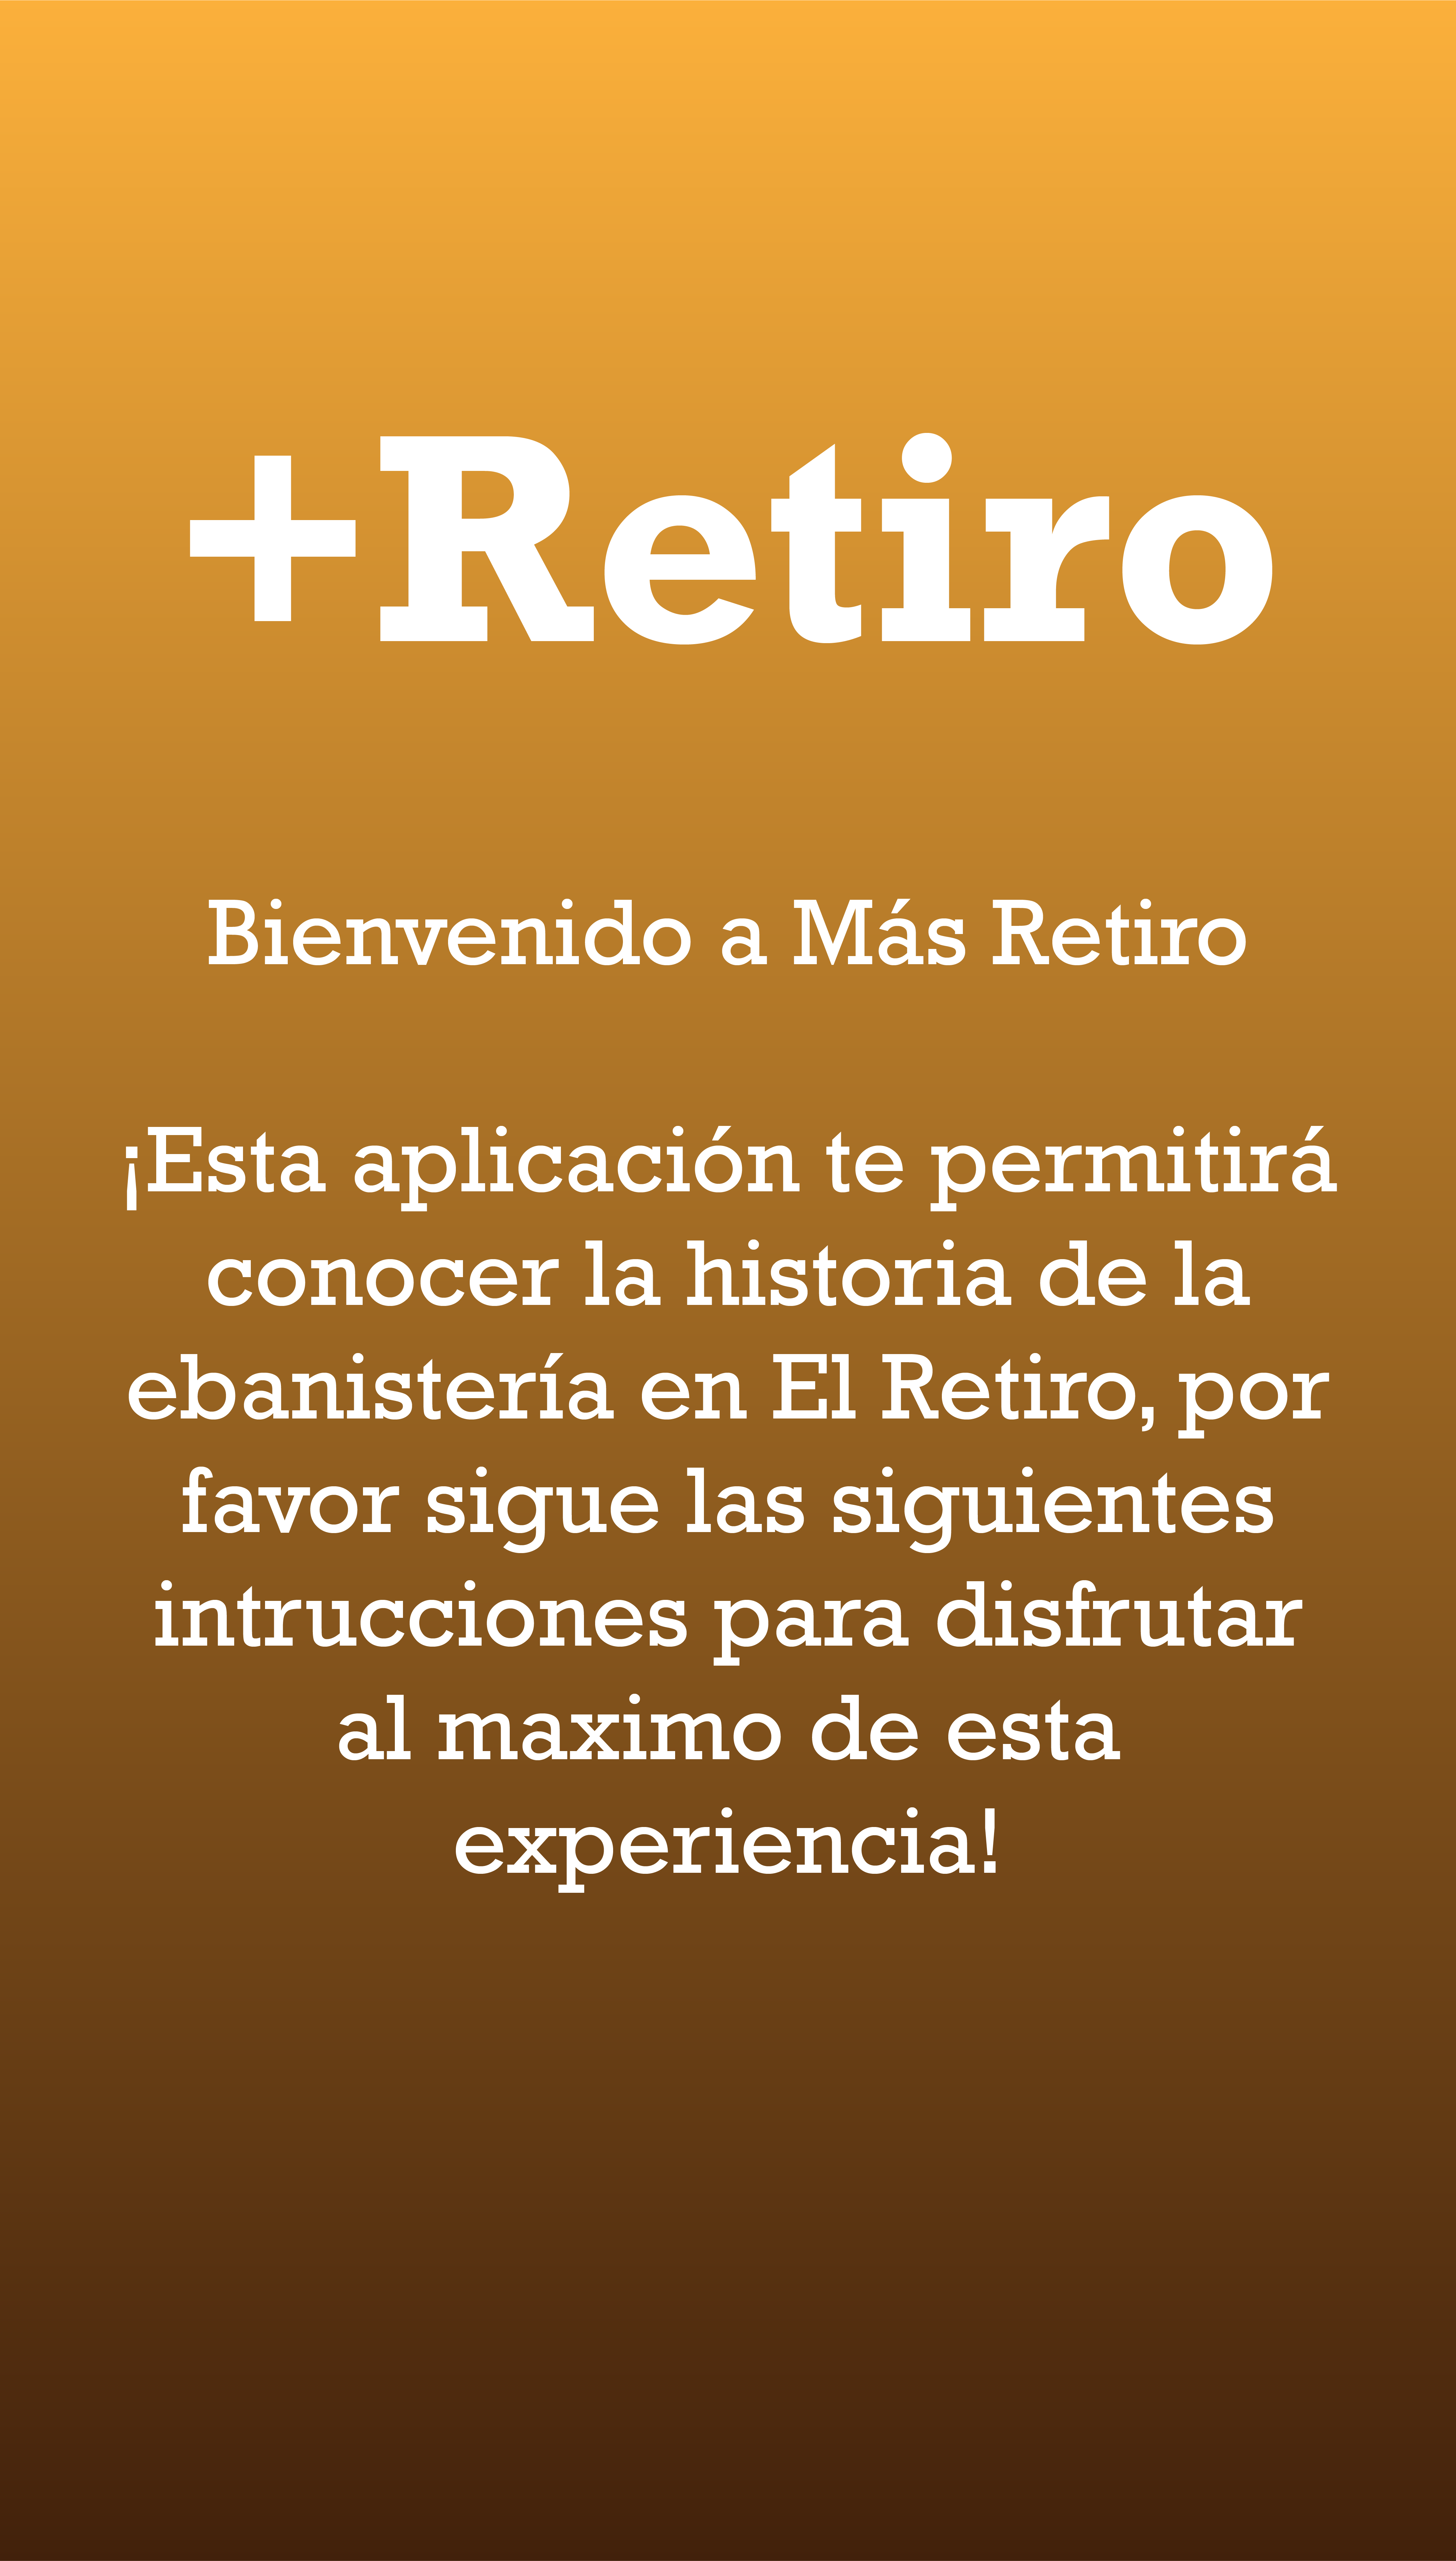 +Retiro
Bienvenido a Más Retiro
¡Esta aplicación te permitirá
conocer la historia de la
ebanistería en El Retiro, por
favor sigue las siguientes
intrucciones para disfrutar
al maximo de esta
experiencia!